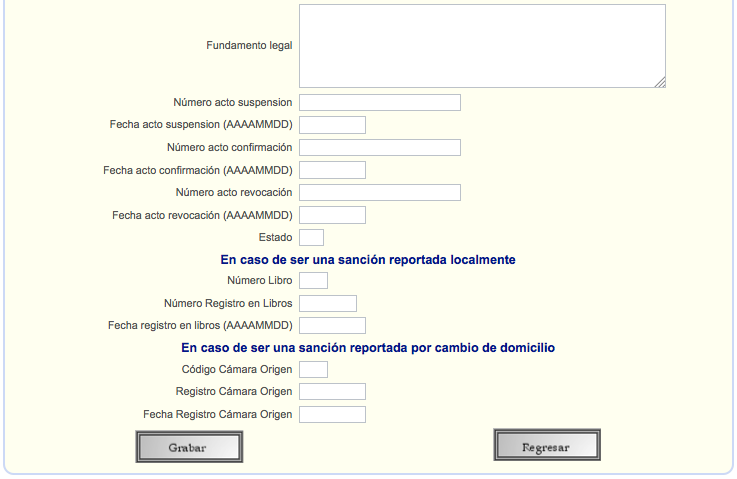 Fundamento legal
Número acto suspension
Fecha acto suspension (AAAAMMDD)
Número acto confirmación
Fecha acto confirmación (AAAAMMDD)
Número acto revocación
Fecha acto revocación (AAAAMMDD)
Estado
En caso de ser una sanción reportada localmente
Número Libro
Número Registro en Libros
Fecha registro en libros (AAAAMMDD)
En caso de ser una sanción reportada por cambio de domicilio
Código Cámara Origen
Registro Cámara Origen
Fecha Registro Cámara Origen
Grabar Regresar